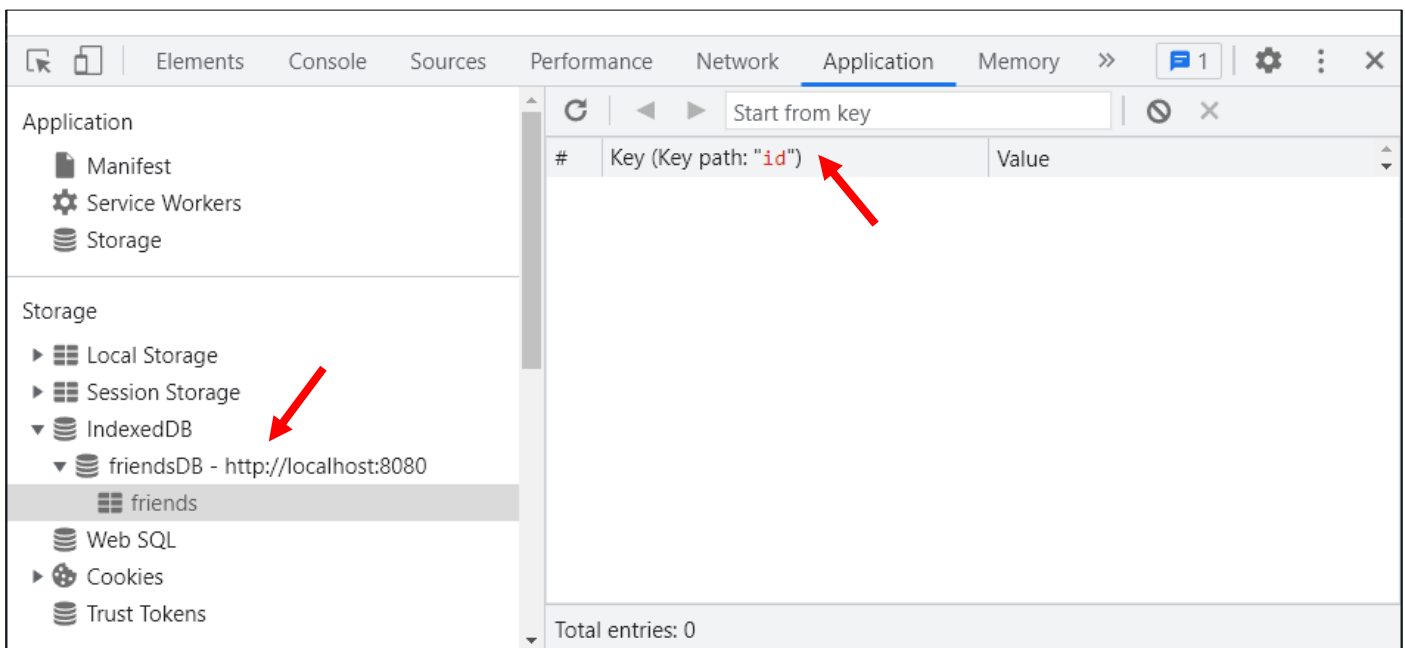 Elements Console Sources Performance Network Application Memory 1
Application
Manifest
Service Workers
Storage
Storage
Local Storage
Session Storage
IndexedDB
friendsDB - http://localhost:8080
friends
Web SQL
Cookies
Trust Tokens
Start from key
# Key (Key path: "id") Value
Total entries: 0